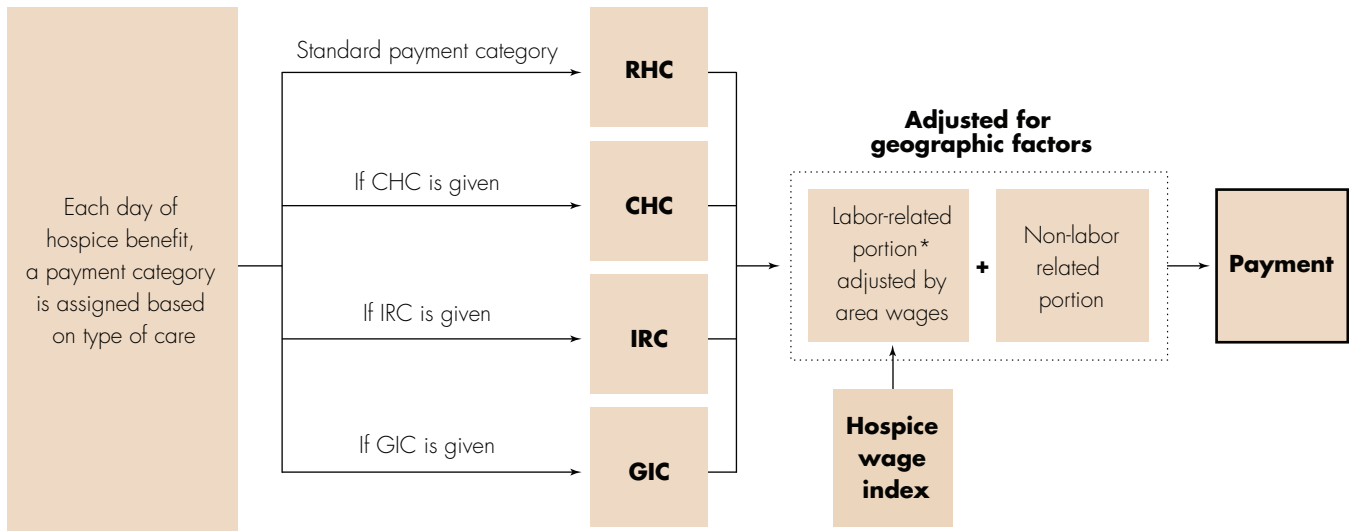 Each day of
hospice benefit,
a payment category
is assigned based
on type of care
Standard payment category
RHC
If CHC is given
CHC
If IRC is given
IRC
If GIC is given
GIC
Adjusted for
geographic factors
Labor-related
portion*
adjusted by
area wages
+
Non-labor
related
portion
Hospice
wage
index
Payment